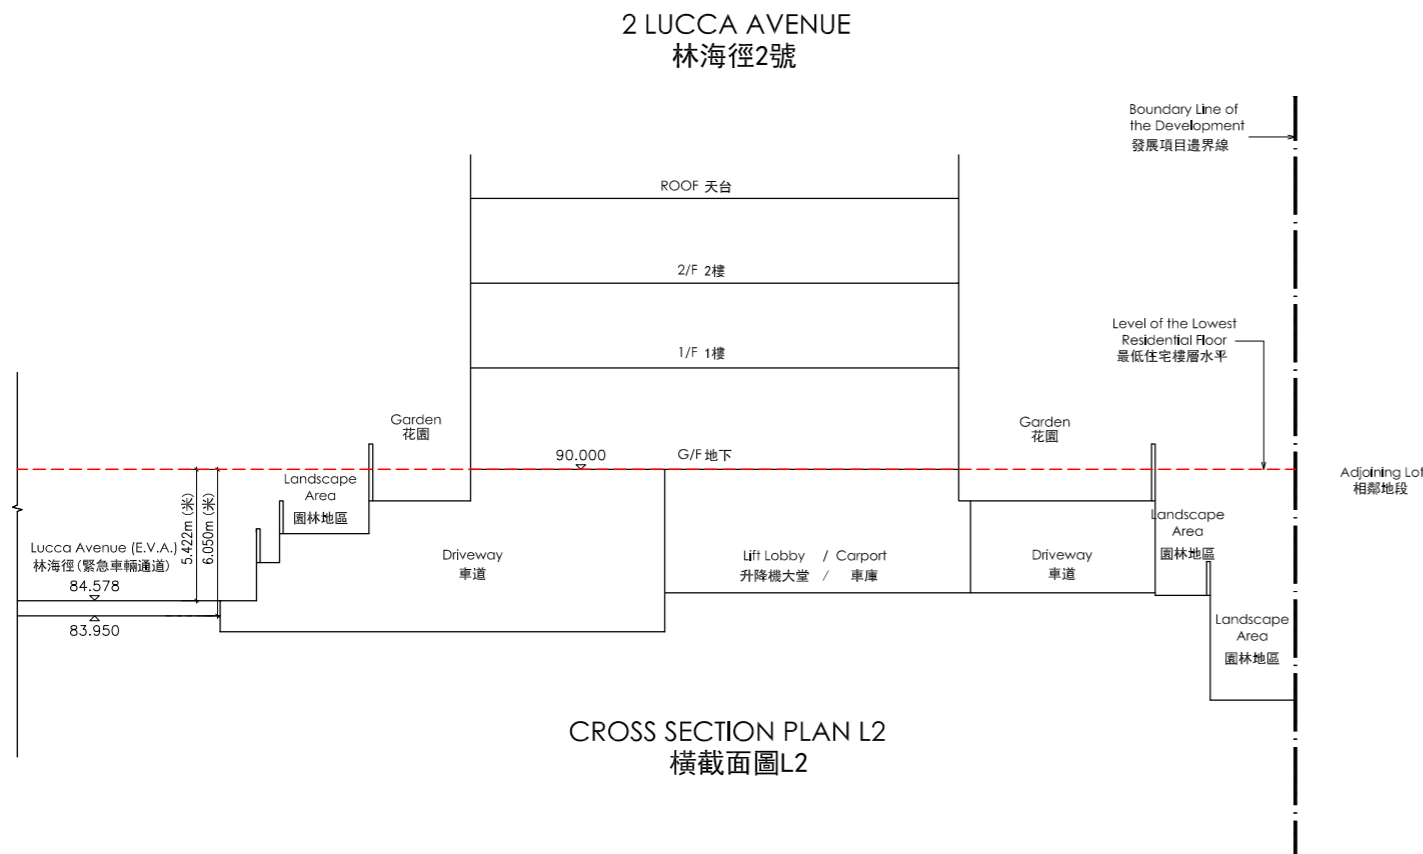 2 LUCCA AVENUE
林海徑2號
Boundary Line of
the Development
發展項目邊界線
ROOF 天台
2/F 2樓
1/F 1樓
Level of the Lowest
Residential Floor
最低住宅樓層水平
Garden
花園
Garden
花園
90.000
G/F 地下
Adjoining Lot
相鄰地段
Landscape
Area
園林地區
5.422m (米)
6.050m (米)
Lucca Avenue (E.V.A.)
林海徑(緊急車輛通道)
84.578
83.950
Driveway
車道
Lift Lobby / Carport
升降機大堂 / 車庫
Driveway
車道
Landscape
Area
園林地區
Landscape
Area
園林地區
CROSS SECTION PLAN L2
橫截面圖L2